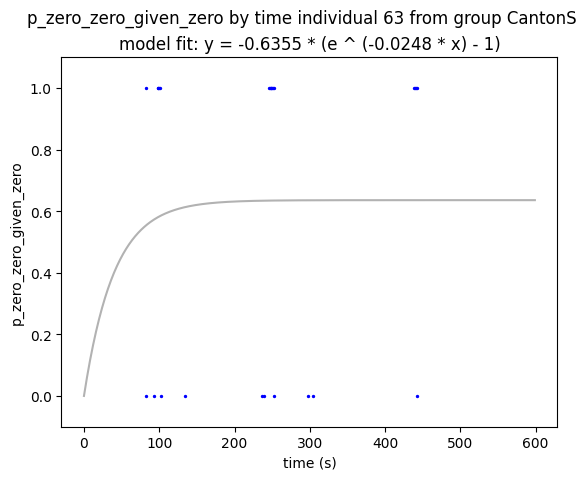 p_zero_zero_given_zero by time individual 63 from group CantonS
model fit: y = -0.6355 * (e ^ (-0.0248 * x) - 1)
1.0
0.8
0.6
0.4
0.2
0.0
p_zero_zero_given_zero
0 100 200 300 400 500 600
time (s)